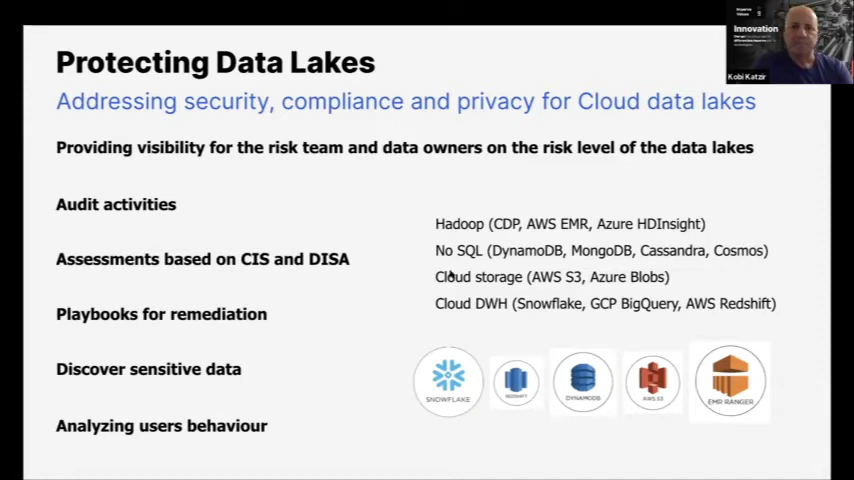 Protecting Data Lakes
Addressing security, compliance and privacy for Cloud data lakes
Providing visibility for the risk team and data owners on the risk level of the data lakes
Audit activities
Assessments based on CIS and DISA
Playbooks for remediation
Discover sensitive data
Analyzing users behaviour
Hadoop (CDP, AWS EMR, Azure HDInsight)
No SQL (DynamoDB, MongoDB, Cassandra, Cosmos)
Cloud storage (AWS S3, Azure Blobs)
Cloud DWH (Snowflake, GCP BigQuery, AWS Redshift)
SNOWFLAKE
REDSHIFT
DYNAMODB
AWS S3
EMR RANGER
Innovation
Kobi Katzir